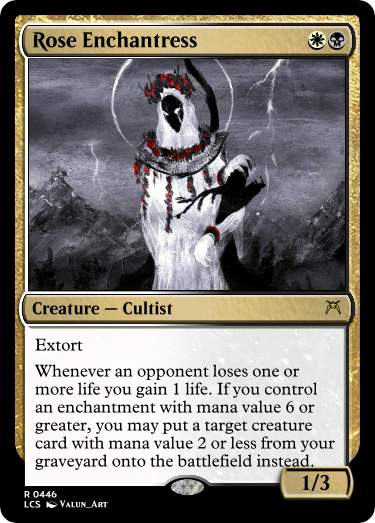 Rose Enchantress
Creature — Cultist
Extort
Whenever an opponent loses one or
more life you gain 1 life. If you control
an enchantment with mana value 6 or
greater, you may put a target creature
card with mana value 2 or less from your
graveyard onto the battlefield instead.
1/3
R 0446
LCS Valun_Art